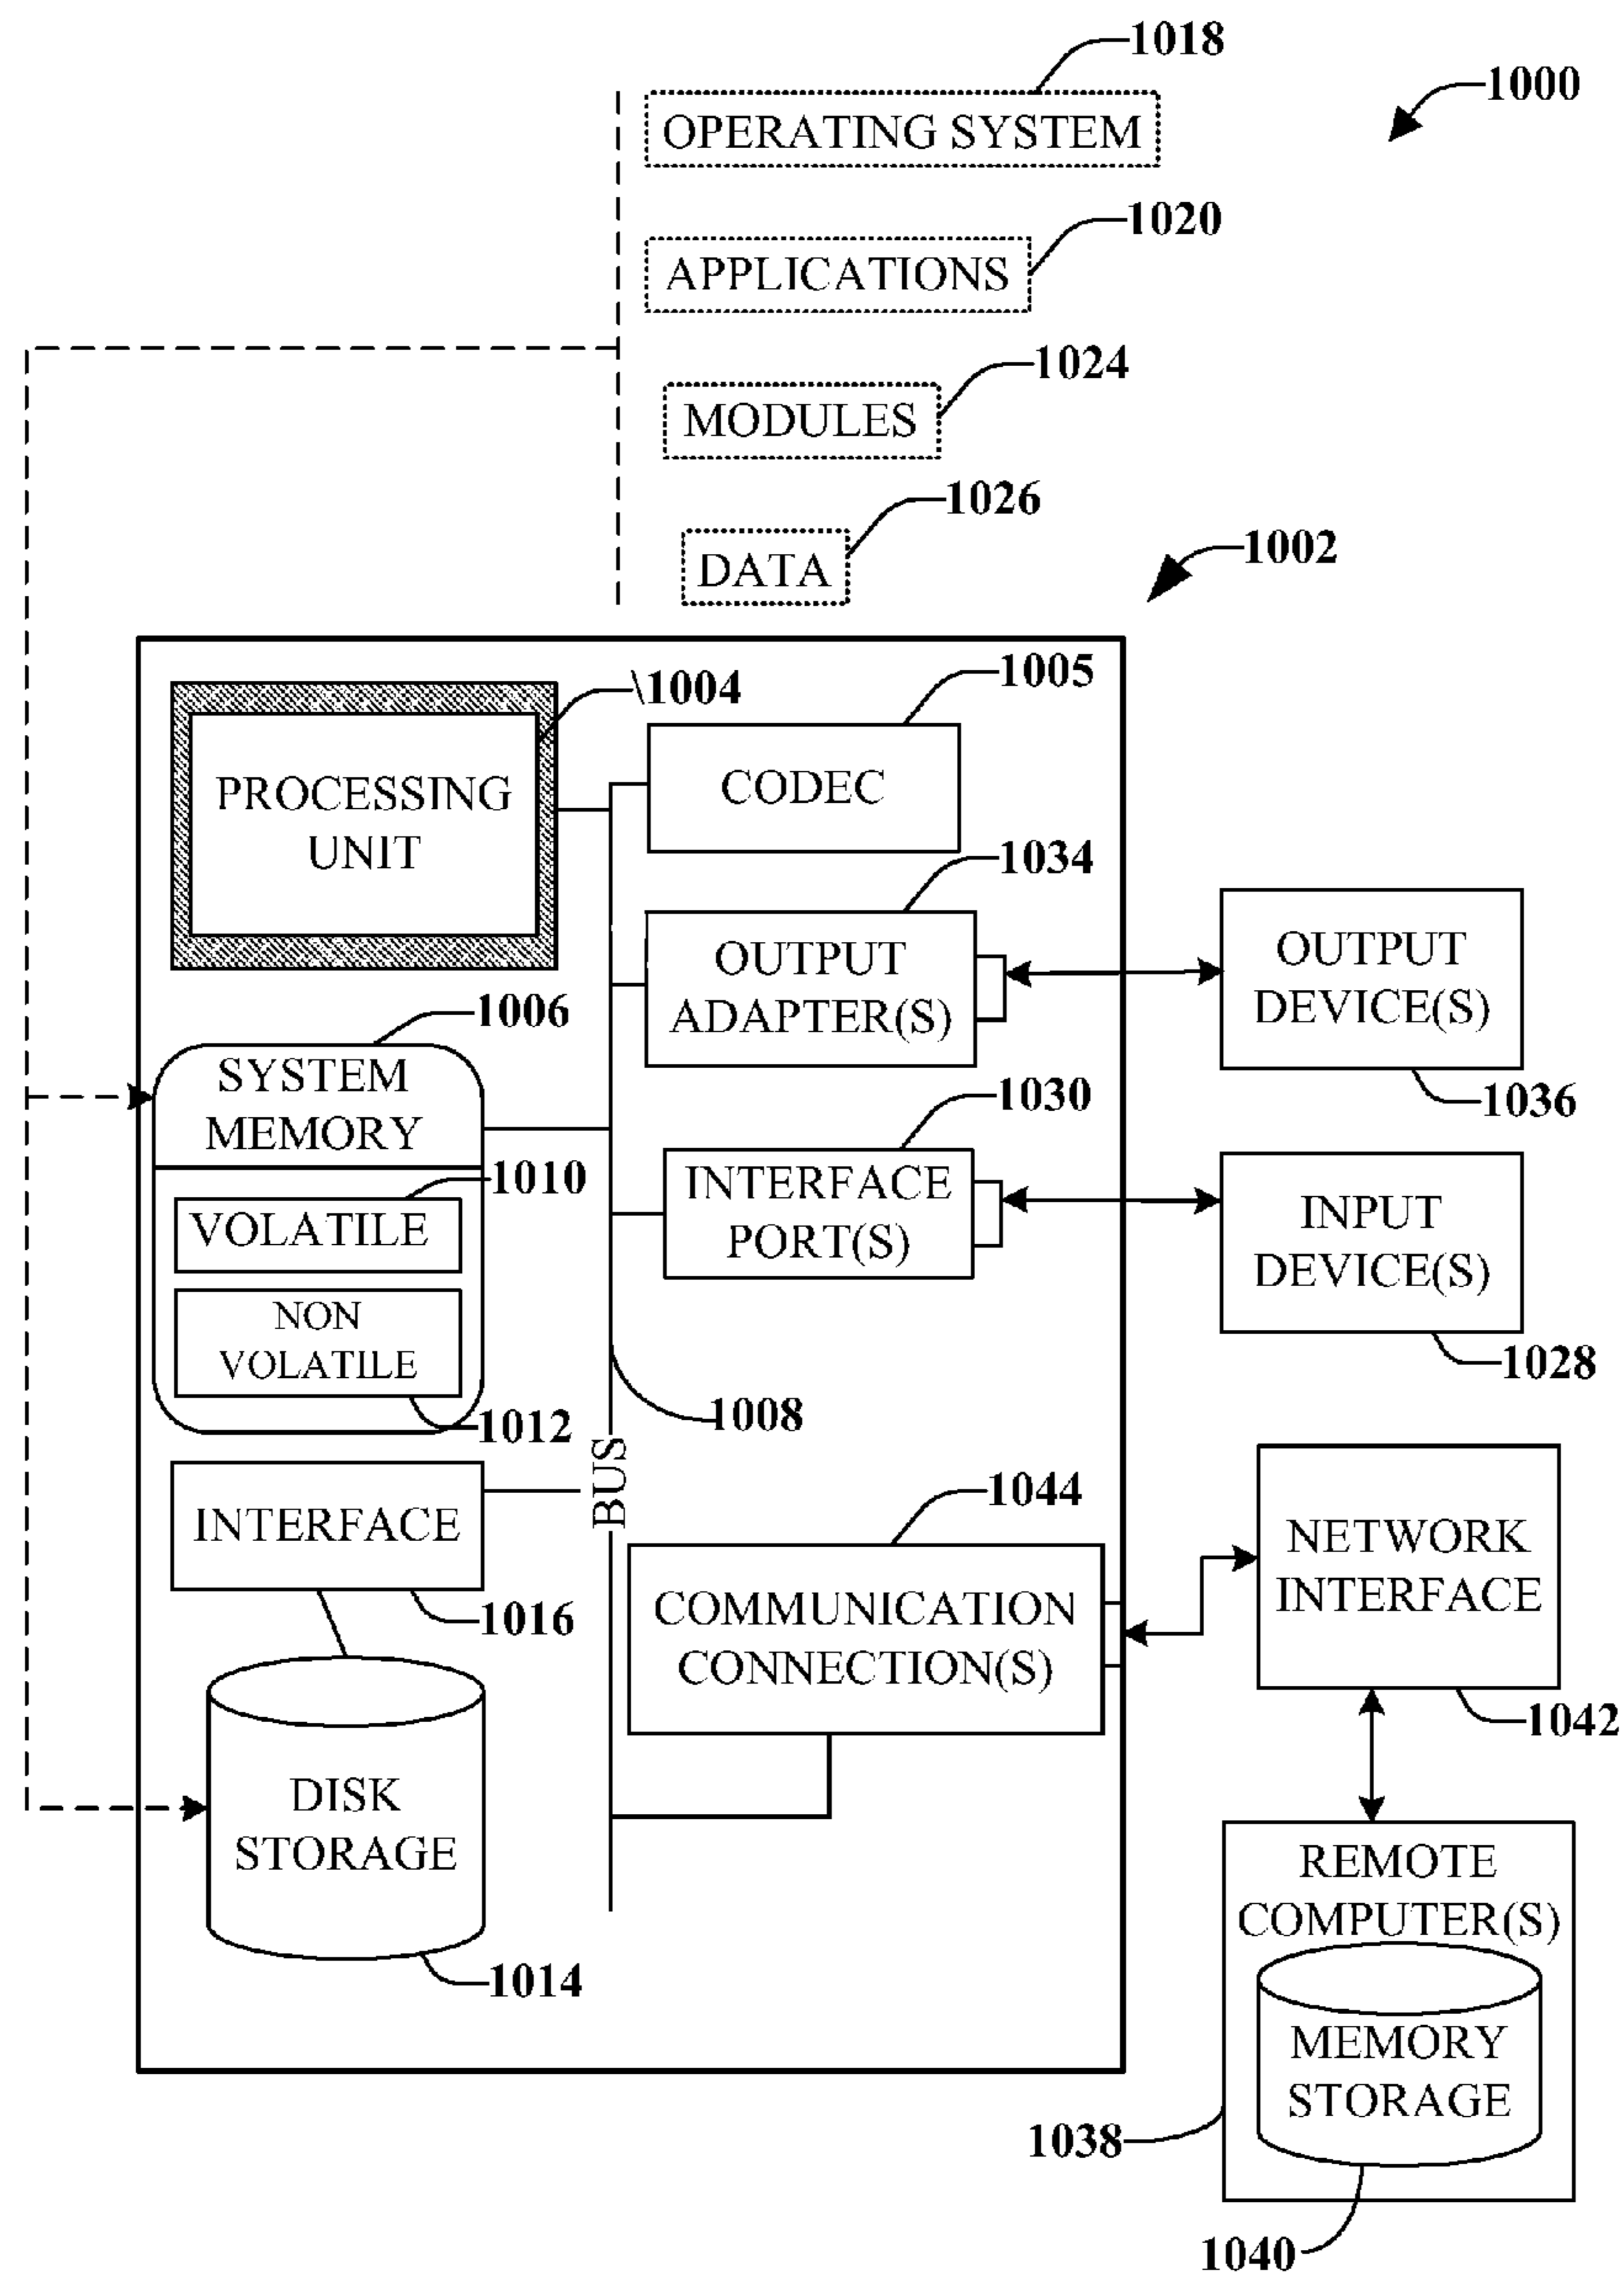 1018
1000
OPERATING SYSTEM
1020
APPLICATIONS
1024
MODULES
1026
DATA
1002
\1004
1005
PROCESSING
UNIT
CODEC
1034
OUTPUT
ADAPTER(S)
OUTPUT
DEVICE(S)
1036
1006
SYSTEM
MEMORY
1030
INTERFACE
PORT(S)
INPUT
DEVICE(S)
1028
1010
VOLATILE
NON
VOLATILE
1012
1008
BUS
INTERFACE
1016
1044
COMMUNICATION
CONNECTION(S)
NETWORK
INTERFACE
1042
DISK
STORAGE
1014
REMOTE
COMPUTER(S)
MEMORY
STORAGE
1038
1040